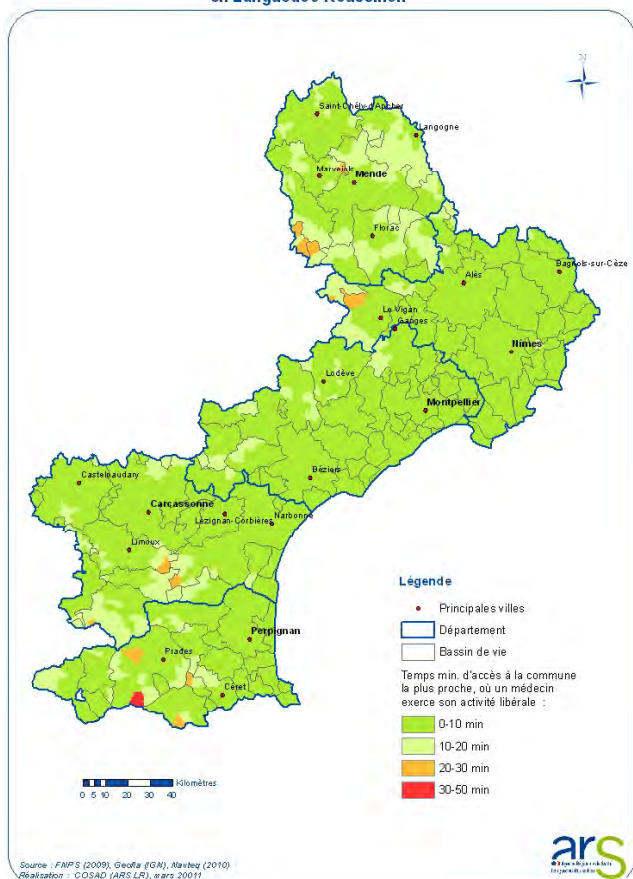 en Languedoc-Roussillon
N
Saint-Chély-d'Apcher
Langogne
Marvejols
Mende
Florac
Bagnols-sur-Cèze
Alès
Le Vigan
Ganges
Nîmes
Lodève
Montpellier
Béziers
Castelnaudary
Carcassonne
Lézignan-Corbières
Narbonne
Limoux
Perpignan
Prades
Céret
Légende
Principales villes
Département
Bassin de vie
Temps min. d'accès à la commune
la plus proche, où un médecin
exerce son activité libérale :
0-10 min
10-20 min
20-30 min
30-50 min
Kilomètres
0 5 10 20 30 40
Source : FNPS (2009), Geofla (IGN), Navteq (2010)
Réalisation : COSAD (ARS LR), mars 20011
ars